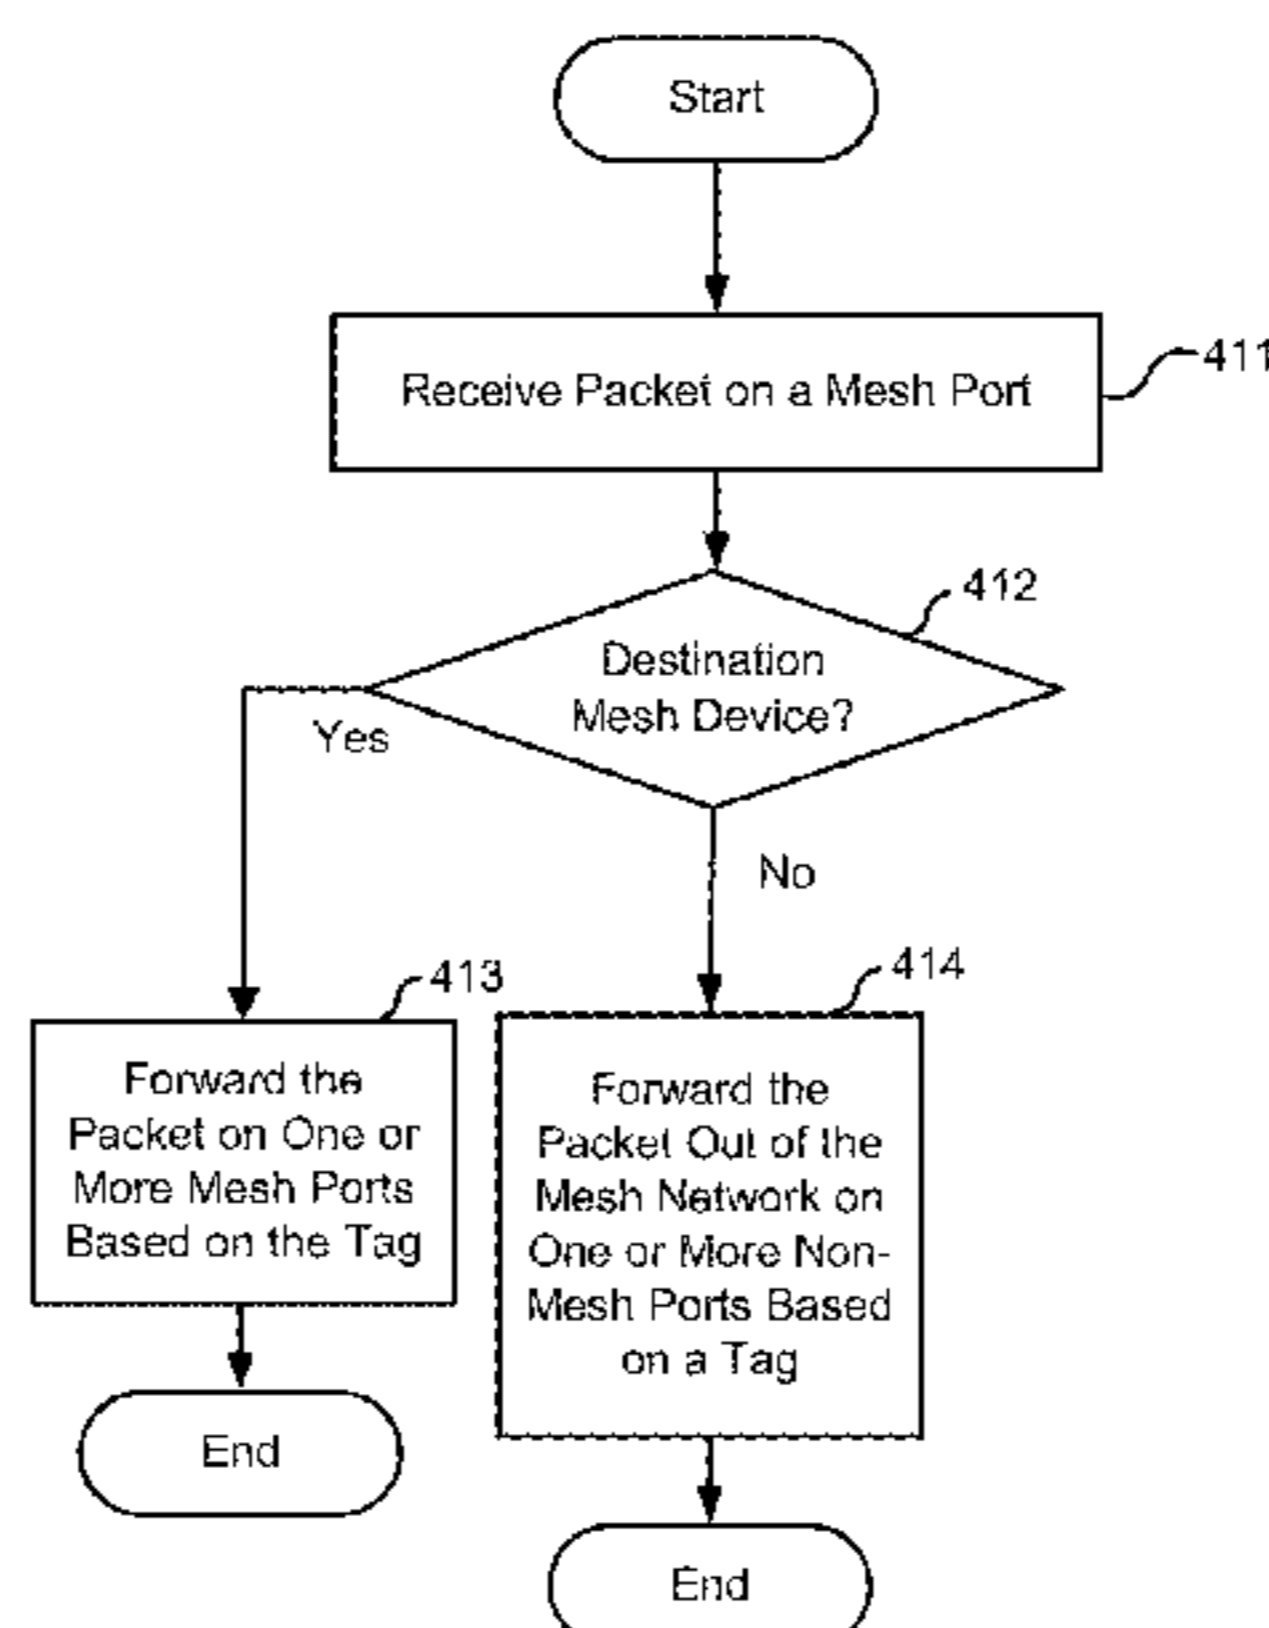 Start
Receive Packet on a Mesh Port
411
412
Destination
Mesh Device?
Yes
No
413
414
Forward the
Packet on One or
More Mesh Ports
Based on the Tag
Forward the
Packet Out of the
Mesh Network on
One or More Non-
Mesh Ports Based
on a Tag
End
End